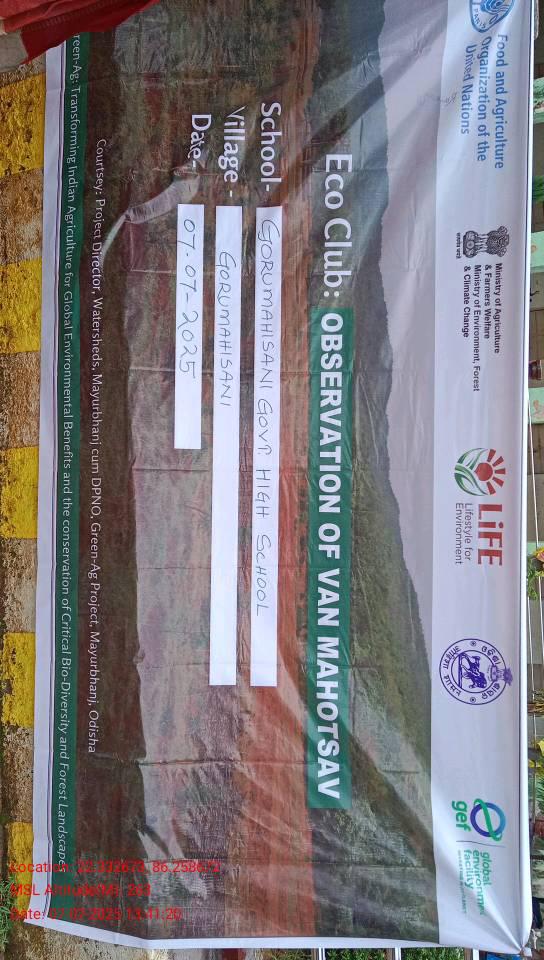 Food and Agriculture
Organization of the
United Nations
Ministry of Agriculture
& Farmers Welfare
Ministry of Environment, Forest
& Climate Change
LiFE
Lifestyle for
Environment
gef
global
environment
facility
Eco Club: OBSERVATION OF VAN MAHOTSAV
School- GORUMAHISANI GOVT. HIGH SCHOOL
Village - GORUMAHISANI
Date- 07-07-2025
Courtsey: Project Director, Watersheds, Mayurbhanj cum DPNO, Green-Ag Project, Mayurbhanj, Odisha
reen-Ag: Transforming Indian Agriculture for Global Environmental Benefits and the conservation of Critical Bio-Diversity and Forest Landscape
MSL Altitude(M): 263
Date: 07-07-2025 13:41:20